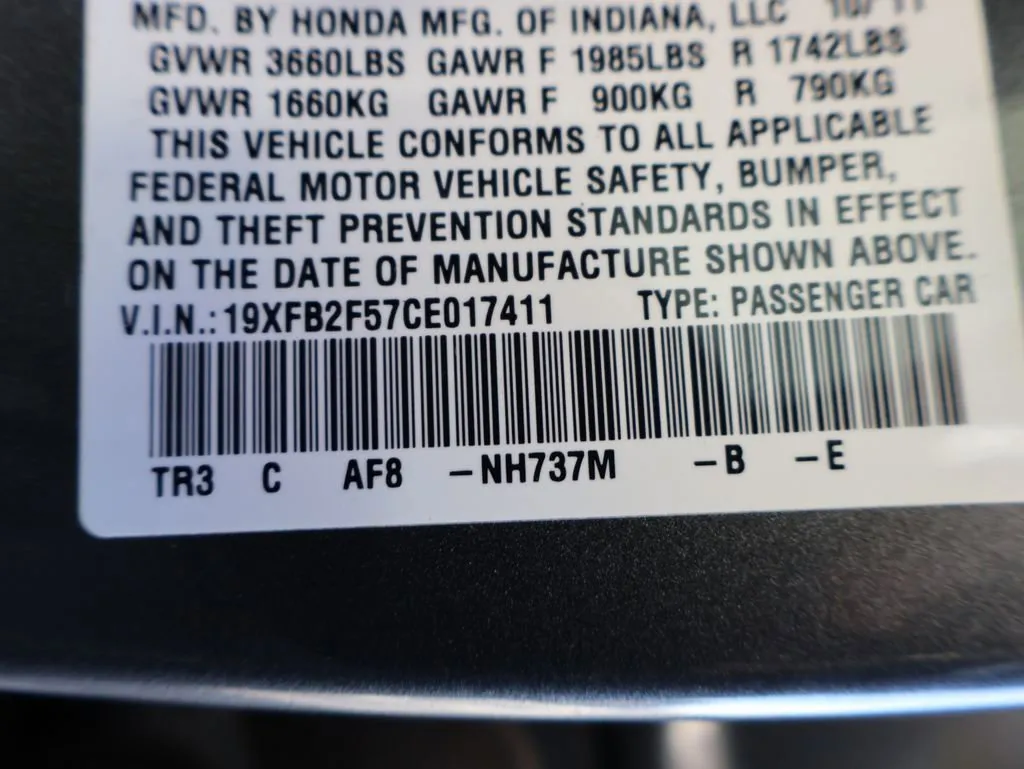 MFD. BY HONDA MFG. OF INDIANA, LLC 10/11
GVWR 3660LBS GAWR F 1985LBS R 1742LBS
GVWR 1660KG GAWR F 900KG R 790KG
THIS VEHICLE CONFORMS TO ALL APPLICABLE
FEDERAL MOTOR VEHICLE SAFETY, BUMPER,
AND THEFT PREVENTION STANDARDS IN EFFECT
ON THE DATE OF MANUFACTURE SHOWN ABOVE.
V.I.N.: 19XFB2F57CE017411 TYPE: PASSENGER CAR
TR3 C AF8 -NH737M -B -E